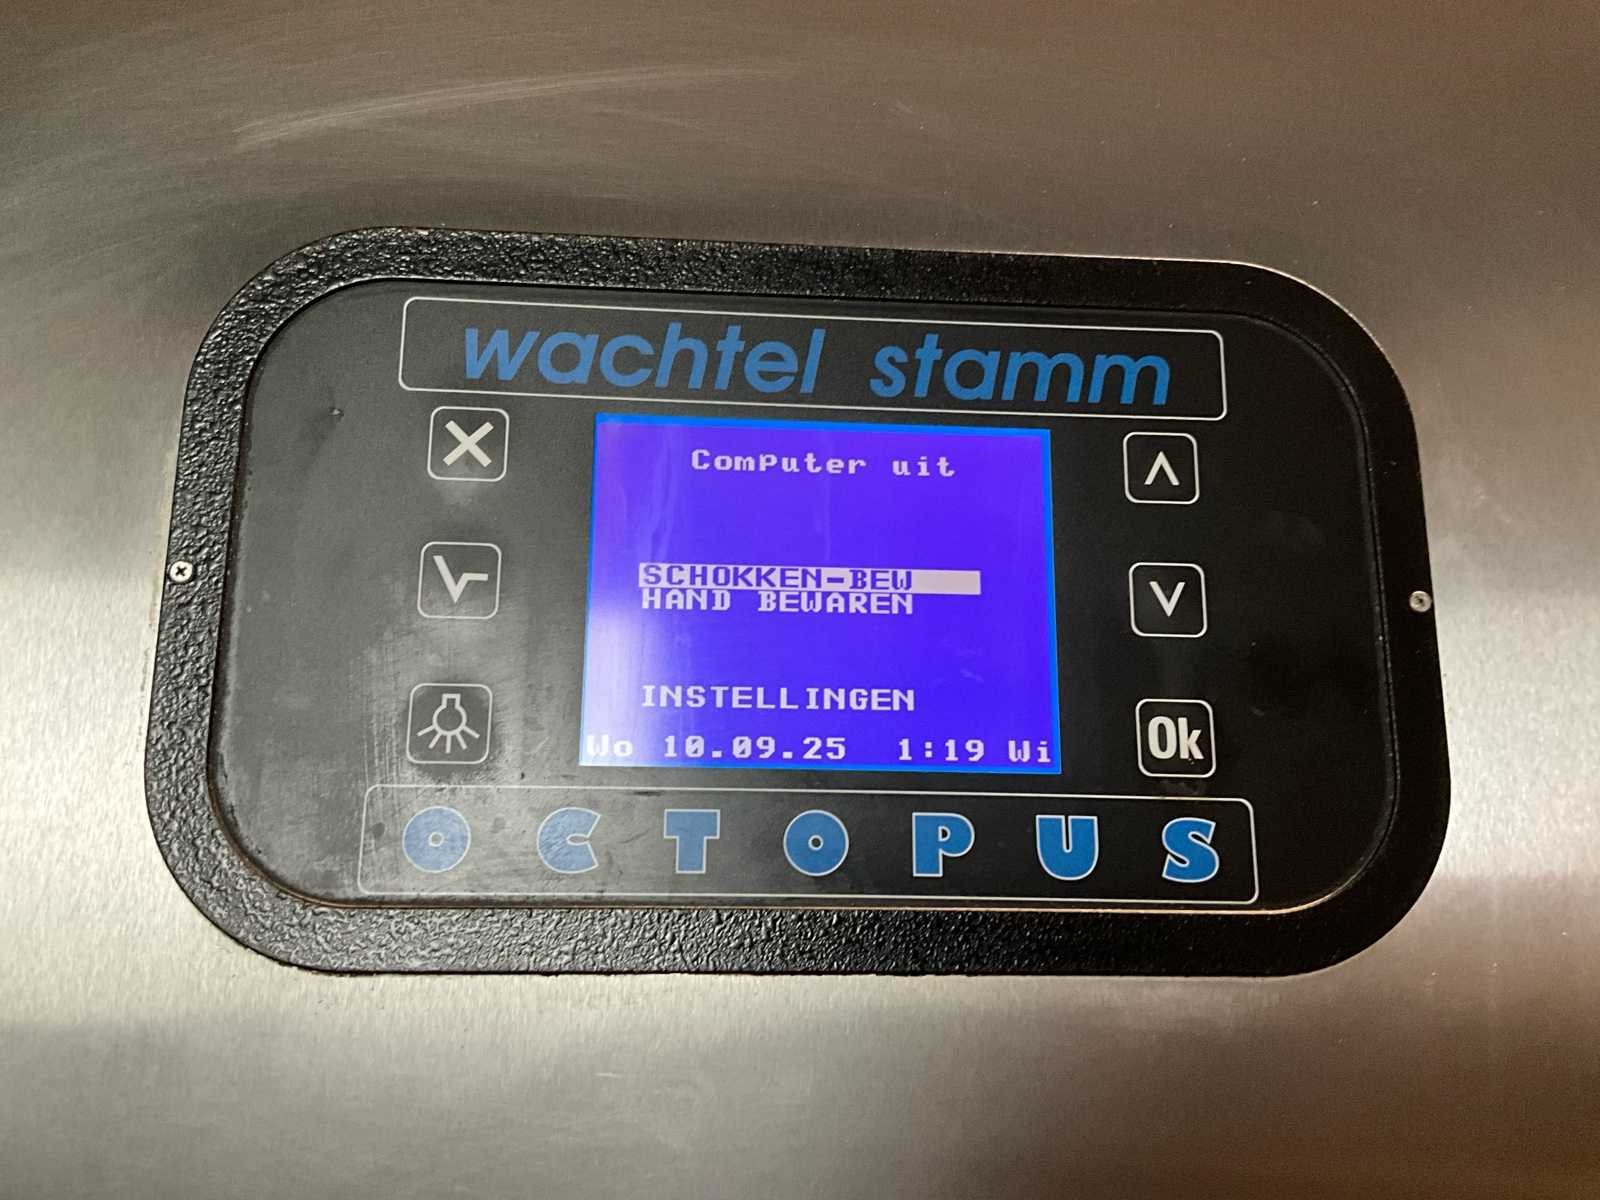 wachtel stamm
Computer uit
SCHOKKEN-BEW
HAND BEWAREN
INSTELLINGEN
Wo 10.09.25 1:19 Wi
Ok
OCTOPUS